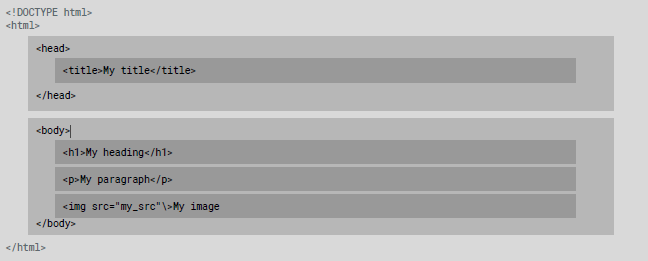 <!DOCTYPE html>
<html>
<head>
<title>My title</title>
</head>
<body>
<h1>My heading</h1>
<p>My paragraph</p>
<img src="my_src"\>My image
</body>
</html>